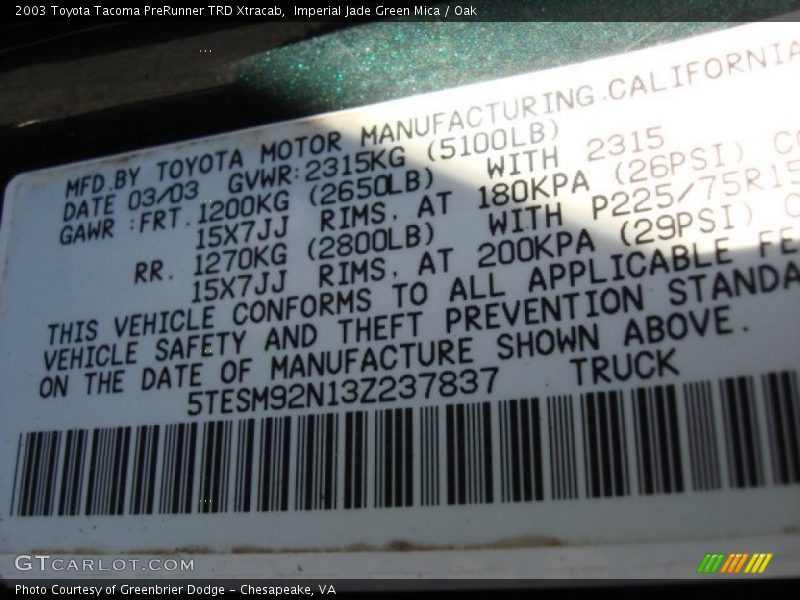 2003 Toyota Tacoma PreRunner TRD Xtracab, Imperial Jade Green Mica / Oak
MFD.BY TOYOTA MOTOR MANUFACTURING.CALIFORNIA
DATE 03/03 GVWR:2315KG (5100LB)
GAWR :FRT.1200KG (2650LB) WITH 2315
15X7JJ RIMS, AT 180KPA (26PSI)
RR. 1270KG (2800LB) WITH P225/75R15
15X7JJ RIMS, AT 200KPA (29PSI)
THIS VEHICLE CONFORMS TO ALL APPLICABLE FE
VEHICLE SAFETY AND THEFT PREVENTION STANDA
ON THE DATE OF MANUFACTURE SHOWN ABOVE.
5TESM92N13Z237837 TRUCK
GTCARLOT.COM
Photo Courtesy of Greenbrier Dodge - Chesapeake, VA